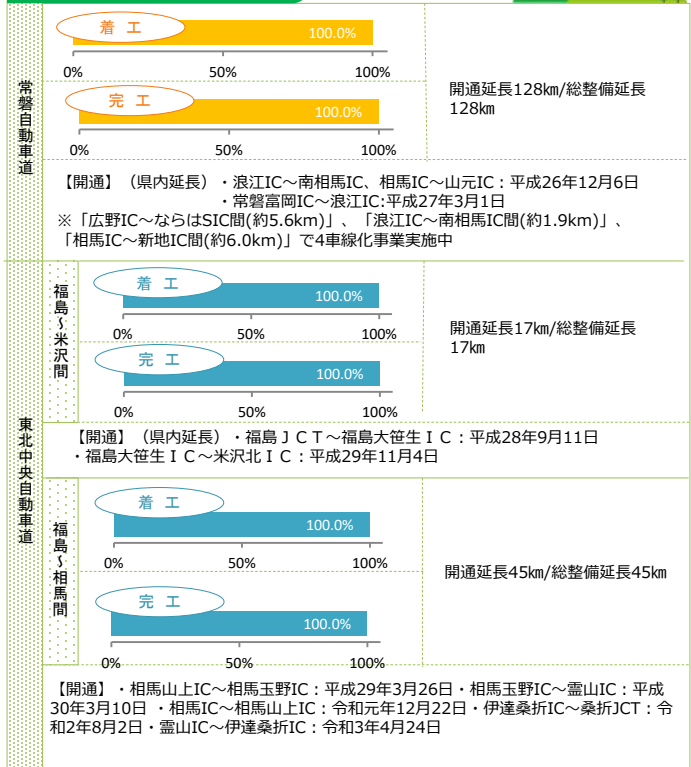 常磐自動車道
着 工
100.0%
0% 50% 100%
完 工
100.0%
0% 50% 100%
開通延長128㎞/総整備延長
128㎞
【開通】（県内延長）・浪江IC～南相馬IC、相馬IC～山元IC：平成26年12月6日
・常磐富岡IC～浪江IC:平成27年3月1日
※「広野IC～ならはSIC間(約5.6km)」、「浪江IC～南相馬IC間(約1.9km)」、
「相馬IC～新地IC間(約6.0km)」で4車線化事業実施中
東北中央自動車道
福島～米沢間
着 工
100.0%
0% 50% 100%
完 工
100.0%
0% 50% 100%
開通延長17㎞/総整備延長
17㎞
【開通】（県内延長）・福島ＪＣＴ～福島大笹生ＩＣ：平成28年9月11日
・福島大笹生ＩＣ～米沢北ＩＣ：平成29年11月4日
福島～相馬間
着 工
100.0%
0% 50% 100%
完 工
100.0%
0% 50% 100%
開通延長45㎞/総整備延長45㎞
【開通】・相馬山上IC～相馬玉野IC：平成29年3月26日・相馬玉野IC～霊山IC：平成
30年3月10日 ・相馬IC～相馬山上IC：令和元年12月22日・伊達桑折IC～桑折JCT：令
和2年8月2日・霊山IC～伊達桑折IC：令和3年4月24日